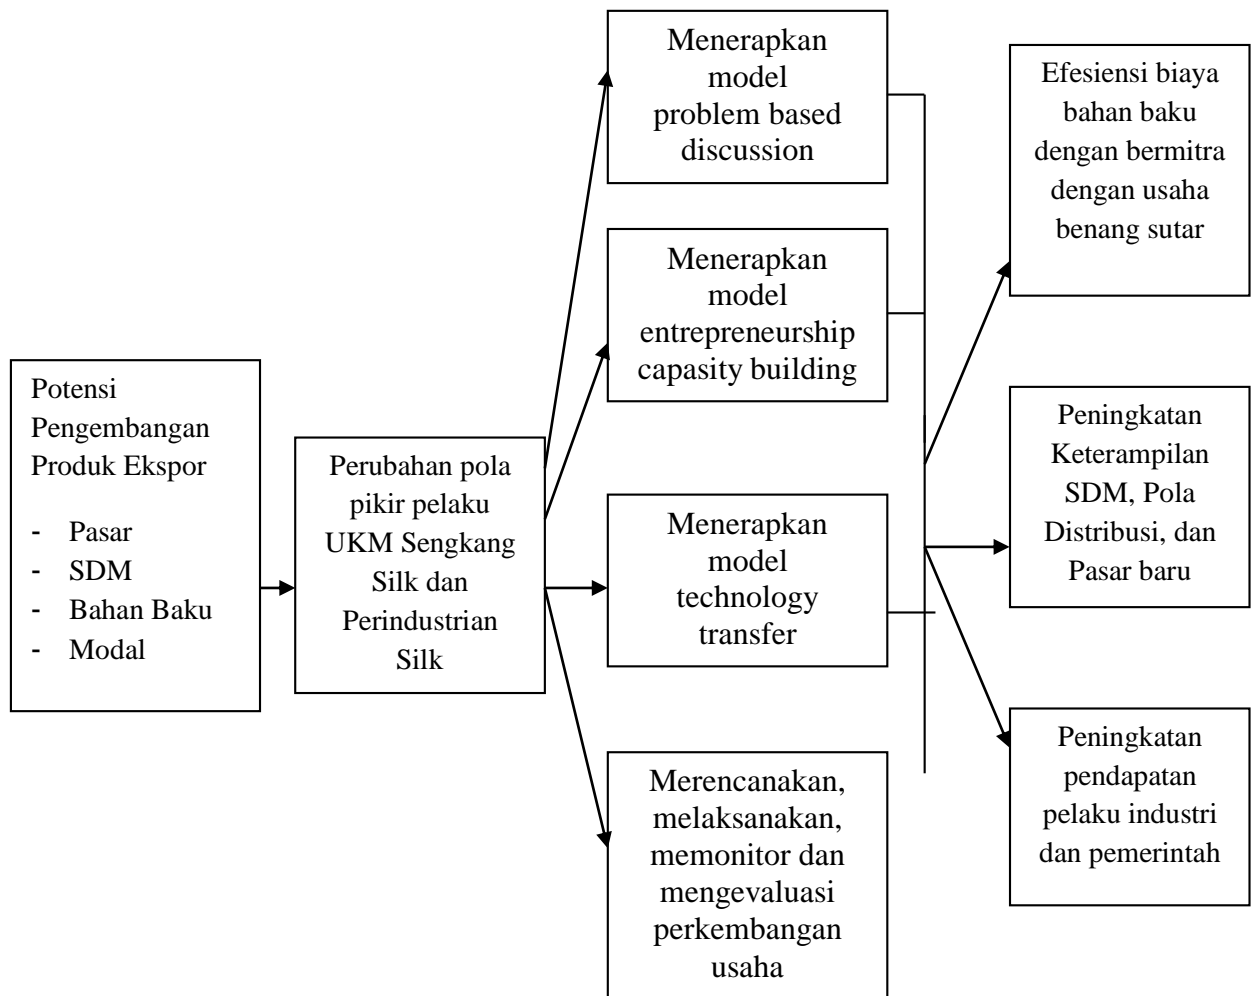 Potensi
Pengembangan
Produk Ekspor
- Pasar
- SDM
- Bahan Baku
- Modal
Perubahan pola
pikir pelaku
UKM Sengkang
Silk dan
Perindustrian
Silk
Menerapkan
model
problem based
discussion
Menerapkan
model
entrepreneurship
capasity building
Menerapkan
model
technology
transfer
Merencanakan,
melaksanakan,
memonitor dan
mengevaluasi
perkembangan
usaha
Efesiensi biaya
bahan baku
dengan bermitra
dengan usaha
benang sutar
Peningkatan
Keterampilan
SDM, Pola
Distribusi, dan
Pasar baru
Peningkatan
pendapatan
pelaku industri
dan pemerintah